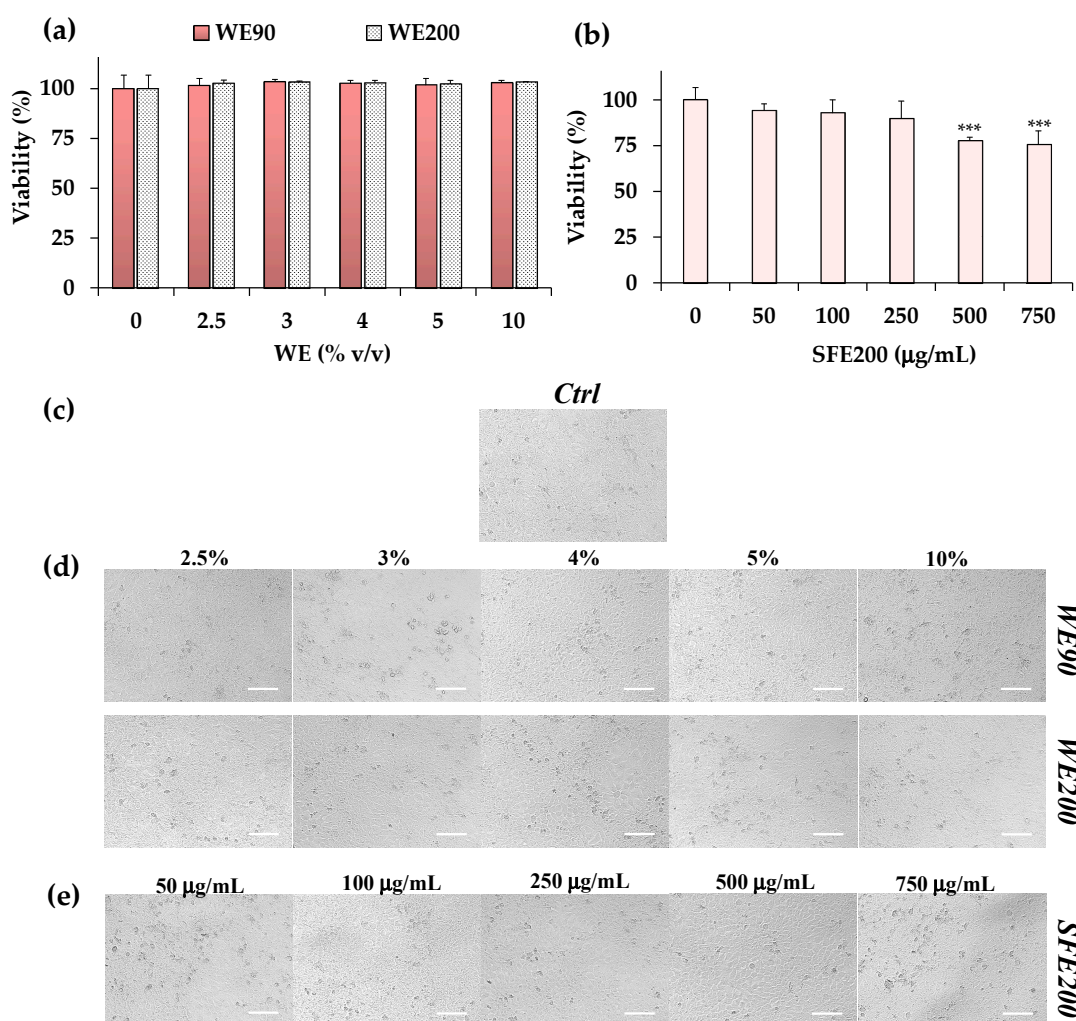 (a)
WE90 WE200
Viability (%)
100
75
50
25
0
0 2.5 3 4 5 10
WE (% v/v)
(b)
Viability (%)
100
75
50
25
0
*** ***
0 50 100 250 500 750
SFE200 (μg/mL)
(c)
Ctrl
(d)
2.5% 3% 4% 5% 10%
WE90
WE200
(e)
50 μg/mL 100 μg/mL 250 μg/mL 500 μg/mL 750 μg/mL
SFE200